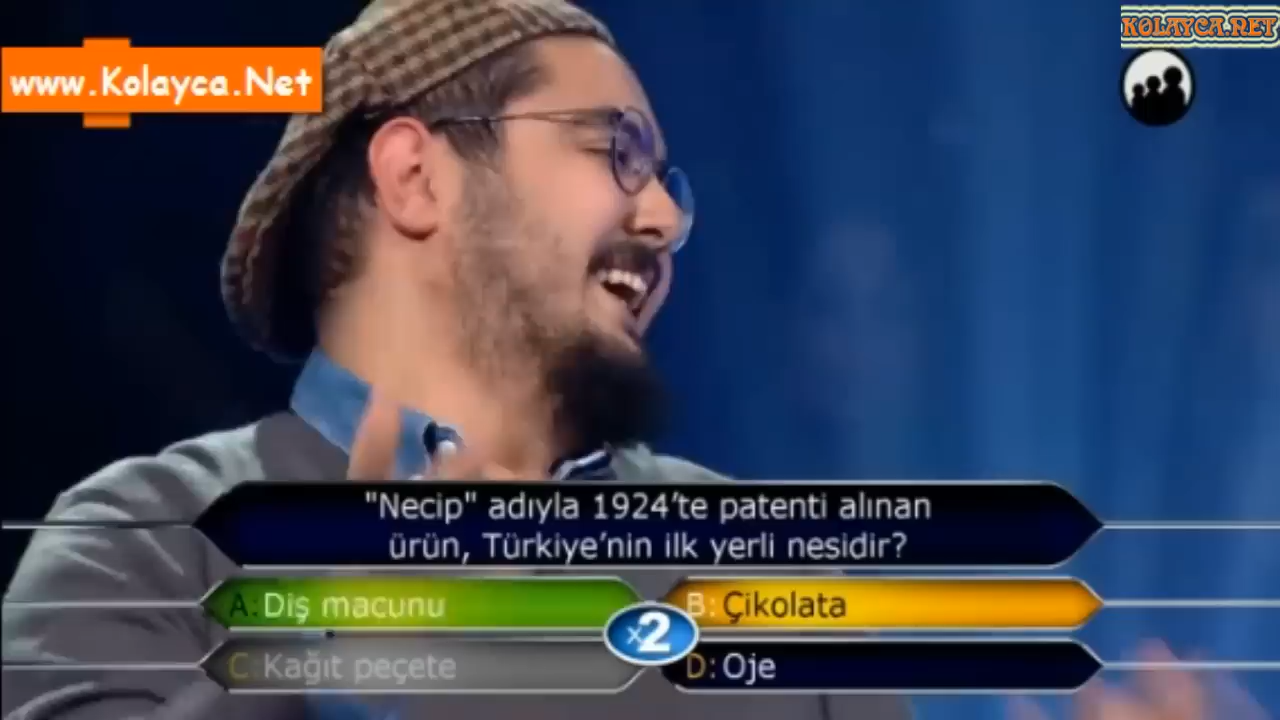 KOLAYCA.NET
www.Kolayca.Net
"Necip" adıyla 1924'te patenti alınan
ürün, Türkiye'nin ilk yerli nesidir?
A: Diş macunu
B: Çikolata
x2
C: Kağıt peçete
D: Oje